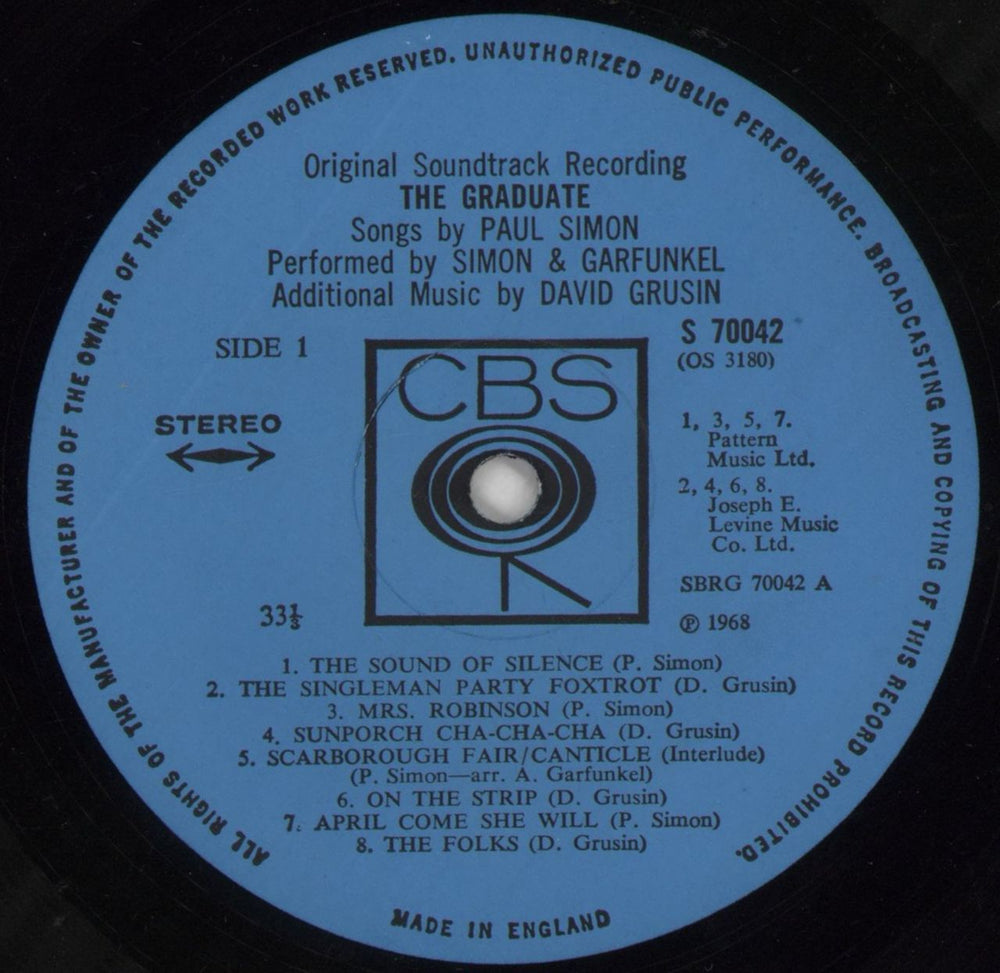 ALL RIGHTS OF THE MANUFACTURER AND OF THE OWNER OF THE RECORDED WORK RESERVED. UNAUTHORIZED PUBLIC PERFORMANCE. BROADCASTING AND COPYING OF THIS RECORD PROHIBITED.
Original Soundtrack Recording
THE GRADUATE
Songs by PAUL SIMON
Performed by SIMON & GARFUNKEL
Additional Music by DAVID GRUSIN
SIDE 1
STEREO
33⅓
CBS
S 70042
(OS 3180)
1, 3, 5, 7.
Pattern
Music Ltd.
2, 4, 6, 8.
Joseph E.
Levine Music
Co. Ltd.
SBRG 70042 A
℗ 1968
1. THE SOUND OF SILENCE (P. Simon)
2. THE SINGLEMAN PARTY FOXTROT (D. Grusin)
3. MRS. ROBINSON (P. Simon)
4. SUNPORCH CHA-CHA-CHA (D. Grusin)
5. SCARBOROUGH FAIR/CANTICLE (Interlude)
(P. Simon—arr. A. Garfunkel)
6. ON THE STRIP (D. Grusin)
7. APRIL COME SHE WILL (P. Simon)
8. THE FOLKS (D. Grusin)
MADE IN ENGLAND